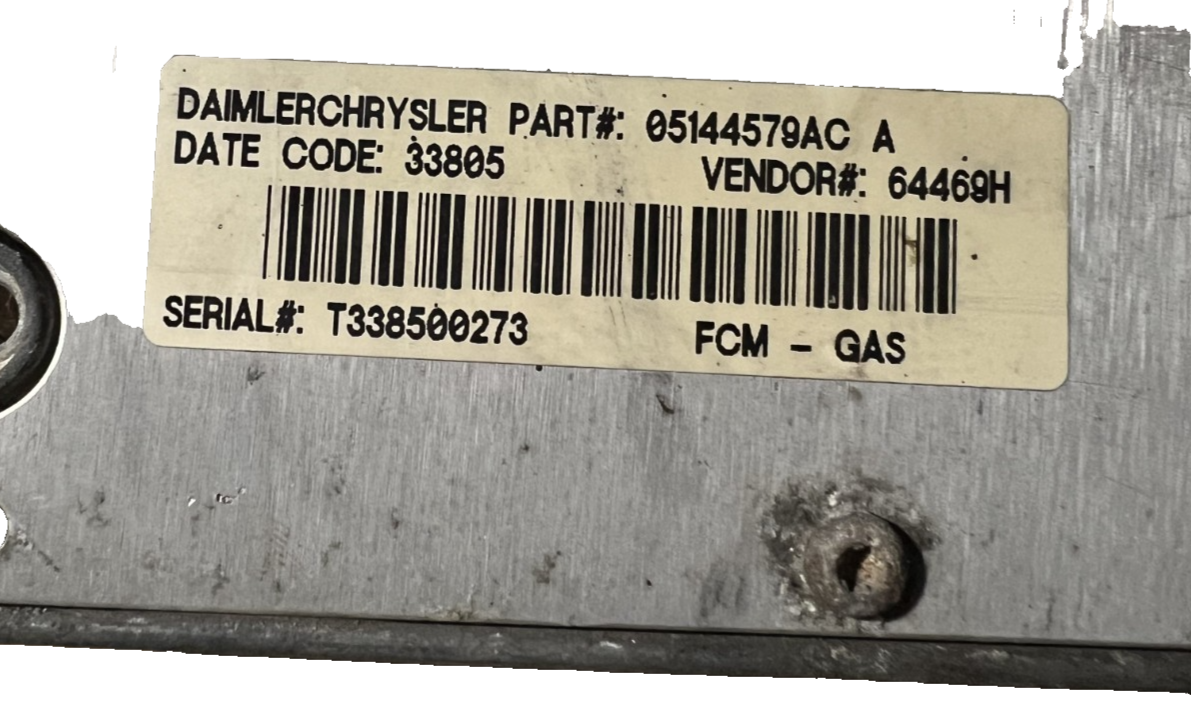 DAIMLERCHRYSLER PART#: 05144579AC A
DATE CODE: 33805 VENDOR#: 64469H
SERIAL#: T338500273 FCM - GAS